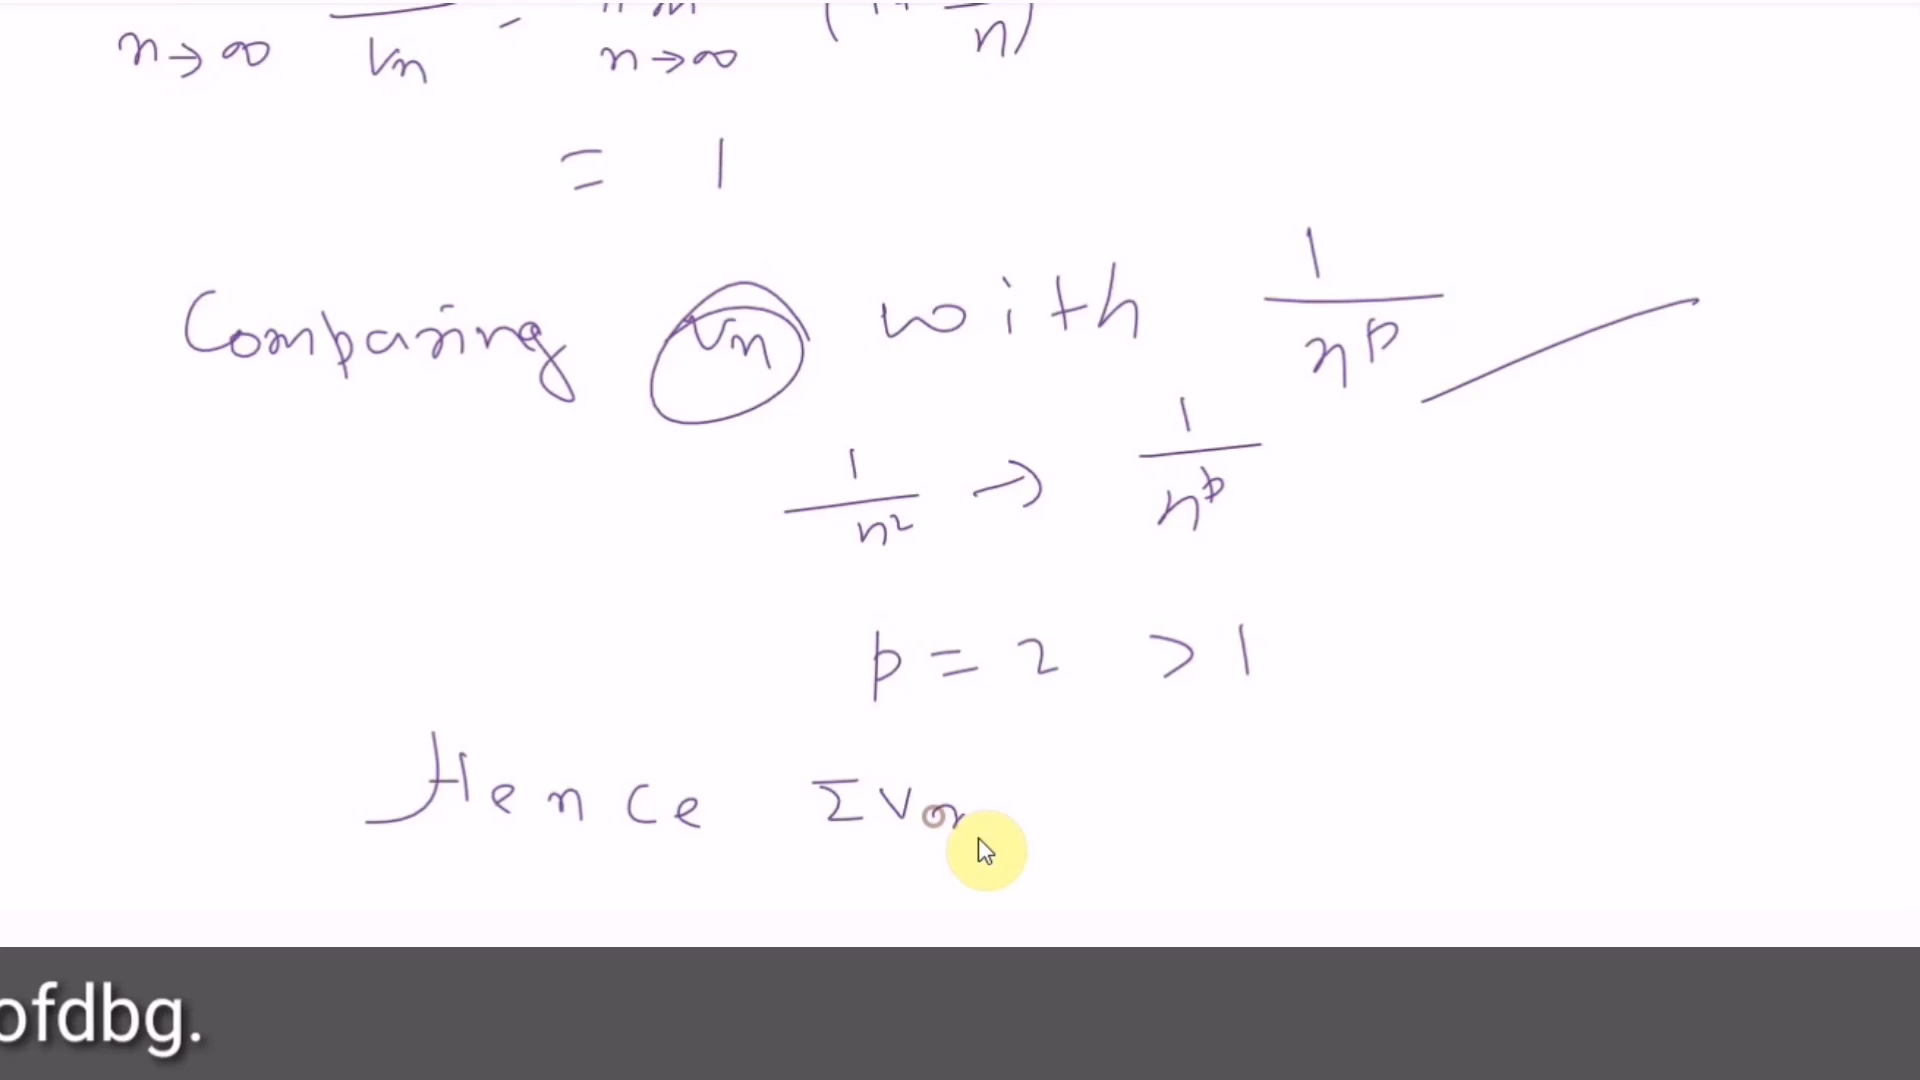 n→∞ Vn = n→∞ n)
= 1
Comparing Vn with 1/n^p
1/n² → 1/n^p
p = 2 > 1
Hence ΣVn
ofdbg.